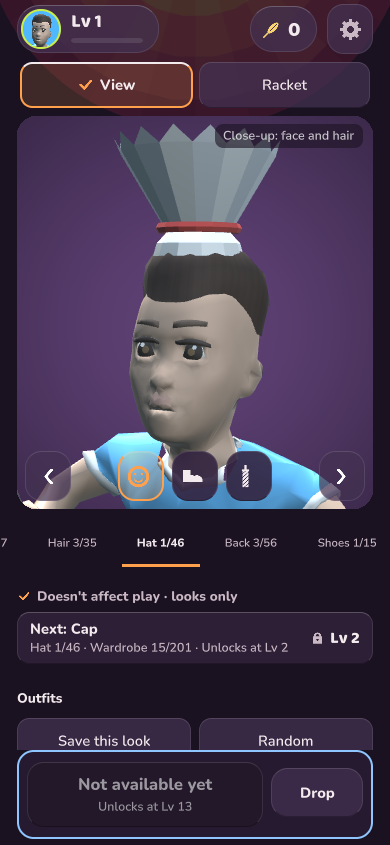 Lv 1
0
View
Racket
Close-up: face and hair
7
Hair 3/35
Hat 1/46
Back 3/56
Shoes 1/15
Doesn't affect play · looks only
Next: Cap
Hat 1/46 · Wardrobe 15/201 · Unlocks at Lv 2
Lv 2
Outfits
Save this look
Random
Not available yet
Unlocks at Lv 13
Drop